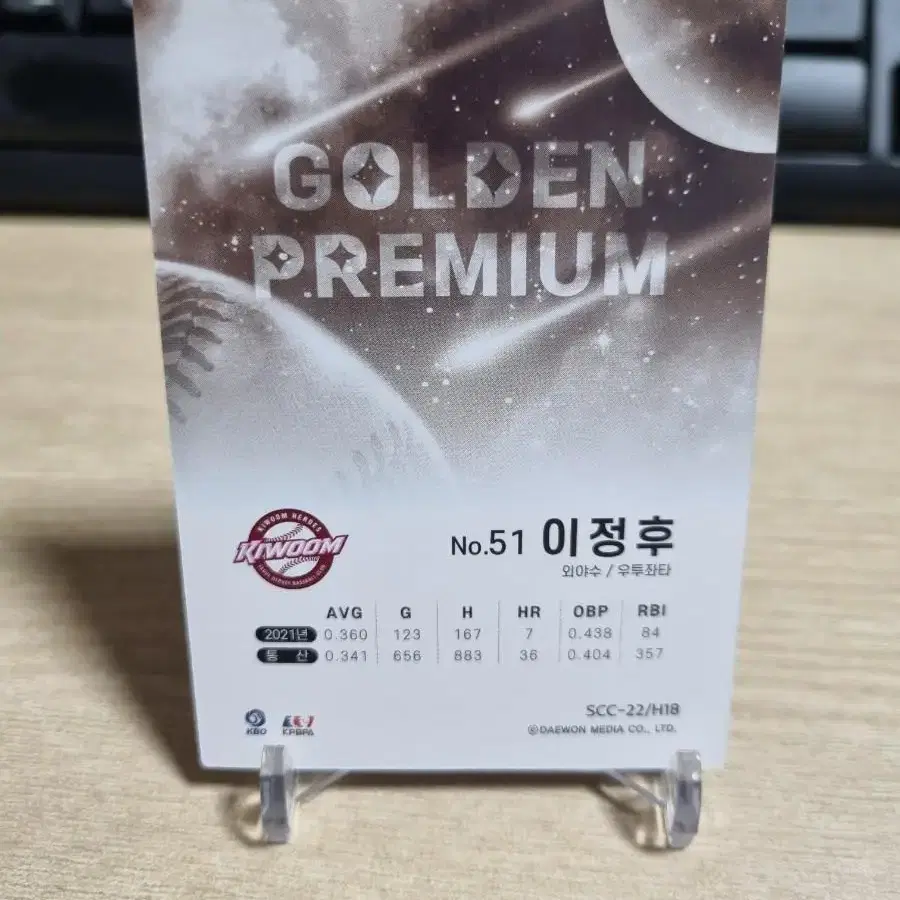 GOLDEN
PREMIUM
KIWOOM HEROES
KIWOOM
No.51 이정후
외야수 / 우투좌타
AVG G H HR OBP RBI
2021년 0.360 123 167 7 0.438 84
통 산 0.341 656 883 36 0.404 357
SCC-22/H18
KBO KPBPA
©DAEWON MEDIA CO., LTD.